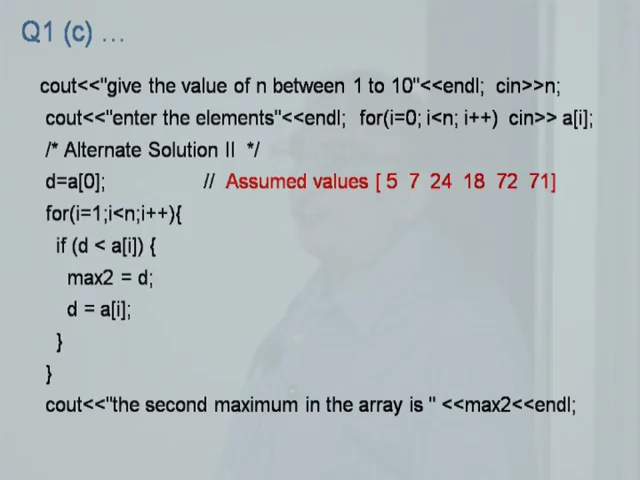 Q1 (c) ...
cout<<"give the value of n between 1 to 10"<<endl; cin>>n;
cout<<"enter the elements"<<endl; for(i=0; i<n; i++) cin>> a[i];
/* Alternate Solution II */
d=a[0]; // Assumed values [ 5 7 24 18 72 71]
for(i=1;i<n;i++){
if (d < a[i]) {
max2 = d;
d = a[i];
}
}
cout<<"the second maximum in the array is " <<max2<<endl;